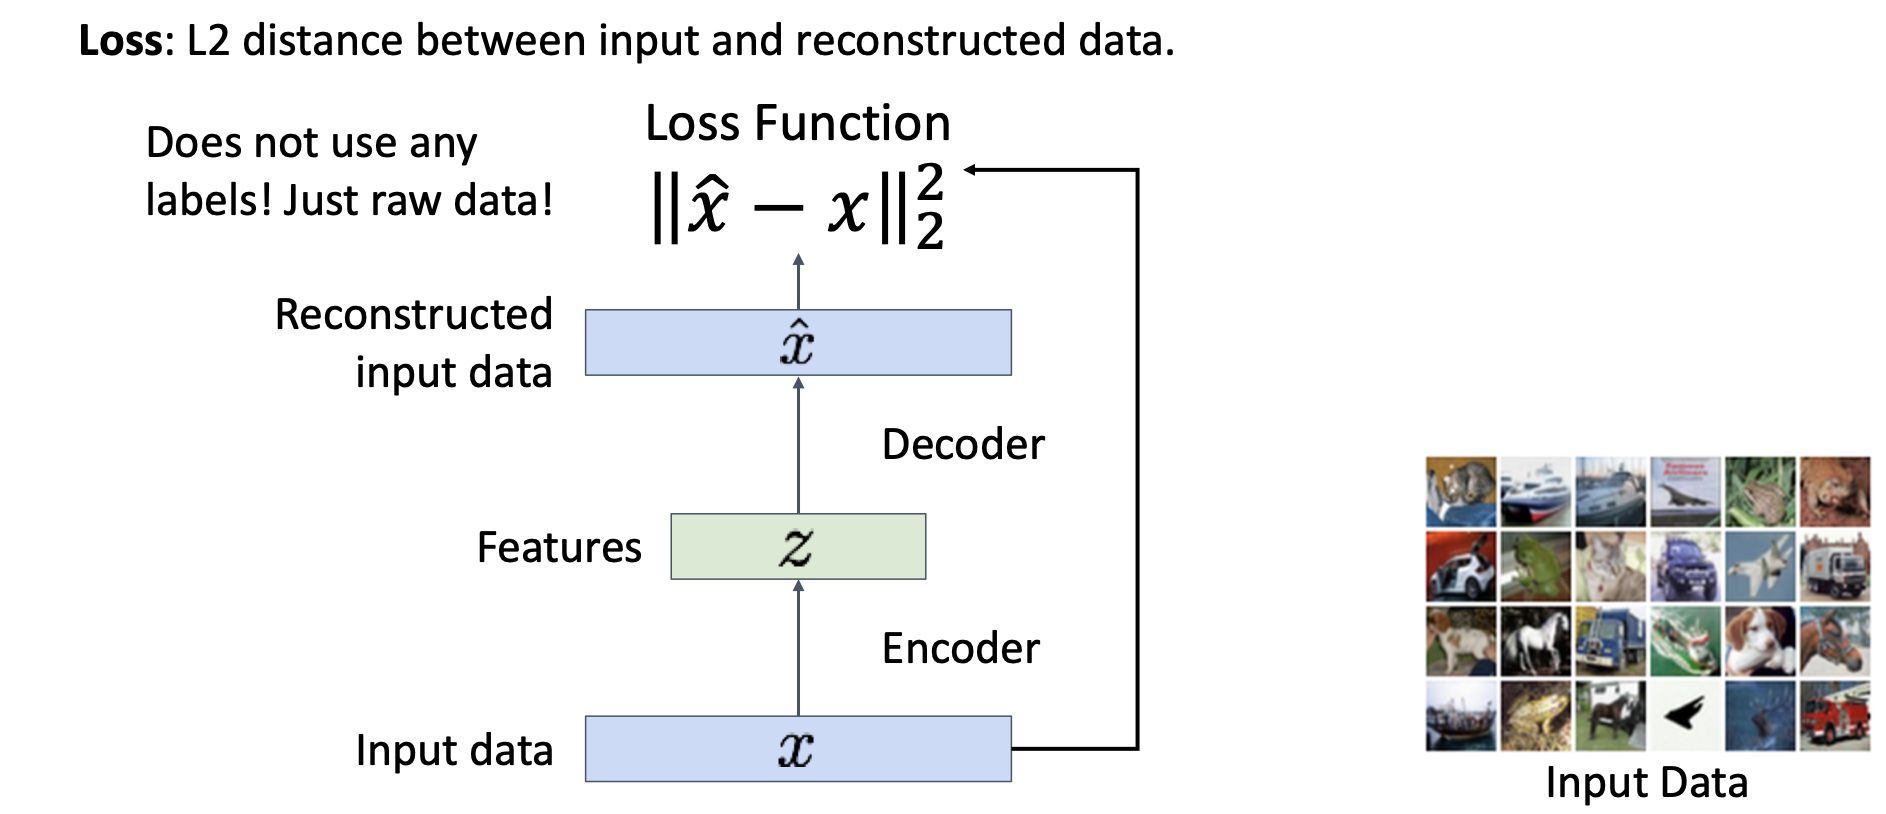 Loss: L2 distance between input and reconstructed data.
Does not use any
labels! Just raw data!
Loss Function
‖x̂ − x‖₂²
Reconstructed
input data
x̂
Decoder
Features
z
Encoder
Input data
x
Input Data